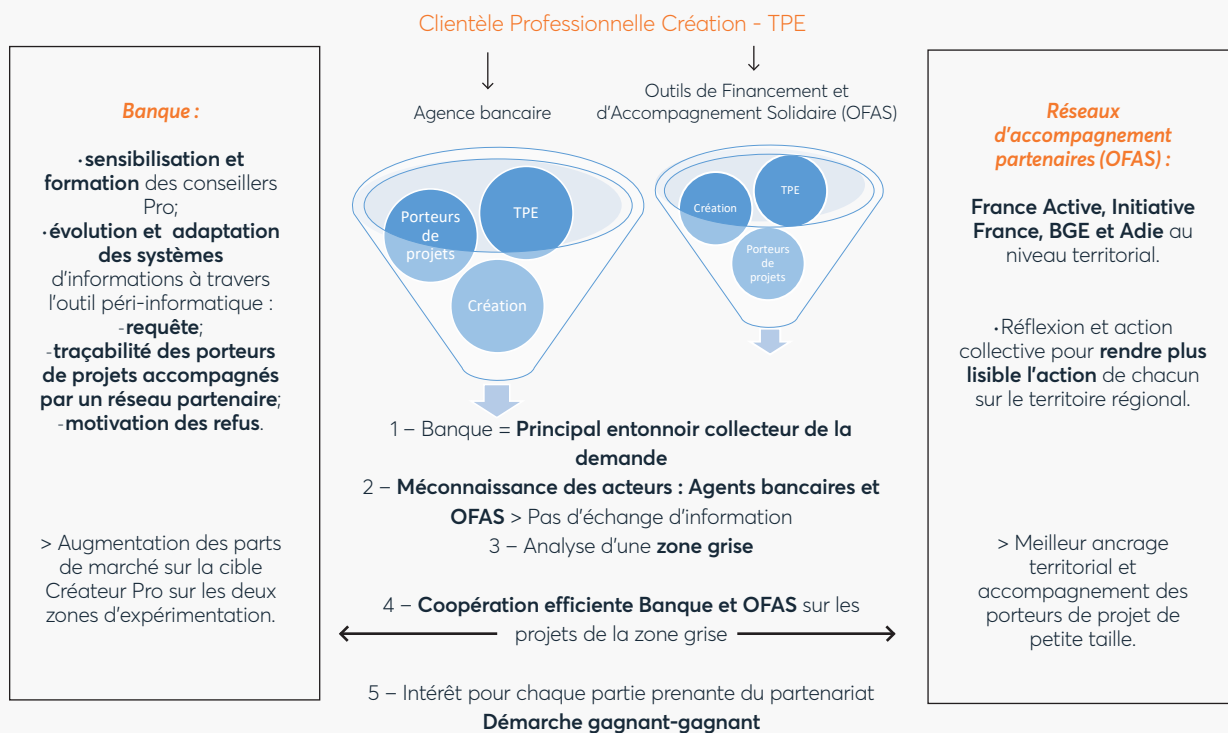 Clientèle Professionnelle Création - TPE
Banque :
·sensibilisation et
formation des conseillers
Pro;
·évolution et adaptation
des systèmes
d'informations à travers
l'outil péri-informatique :
-requête;
-traçabilité des porteurs
de projets accompagnés
par un réseau partenaire;
-motivation des refus.
> Augmentation des parts
de marché sur la cible
Créateur Pro sur les deux
zones d'expérimentation.
Agence bancaire
Porteurs
de
projets
TPE
Création
Outils de Financement et
d'Accompagnement Solidaire (OFAS)
Création
TPE
Porteurs
de
projets
1 – Banque = Principal entonnoir collecteur de la
demande
2 – Méconnaissance des acteurs : Agents bancaires et
OFAS > Pas d'échange d'information
3 – Analyse d'une zone grise
4 – Coopération efficiente Banque et OFAS sur les
projets de la zone grise
5 – Intérêt pour chaque partie prenante du partenariat
Démarche gagnant-gagnant
Réseaux
d'accompagnement
partenaires (OFAS) :
France Active, Initiative
France, BGE et Adie au
niveau territorial.
·Réflexion et action
collective pour rendre plus
lisible l'action de chacun
sur le territoire régional.
> Meilleur ancrage
territorial et
accompagnement des
porteurs de projet de
petite taille.